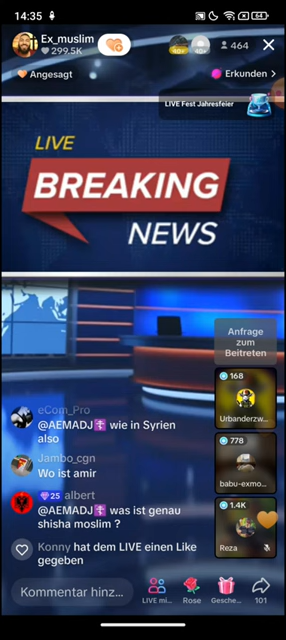 14:35
64
Ex_muslim
299.5K
40+
40+
464
Angesagt
Erkunden >
LIVE Fest Jahresfeier
LIVE
BREAKING
NEWS
Anfrage
zum
Beitreten
168
Urbanderzw...
778
babu-exmo...
1.4K
Reza
eCom_Pro
@AEMADJ wie in Syrien
also
Jambo_cgn
Wo ist amir
25 albert
@AEMADJ was ist genau
shisha moslim ?
Konny hat dem LIVE einen Like
gegeben
Kommentar hinz...
LIVE mi...
Rose
Gesche...
101